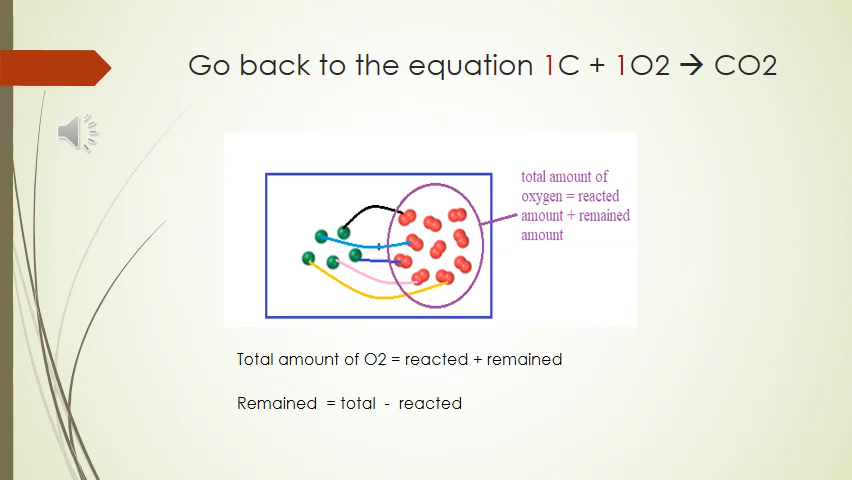 Go back to the equation 1C + 1O2 → CO2
total amount of
oxygen = reacted
amount + remained
amount
Total amount of O2 = reacted + remained
Remained = total - reacted